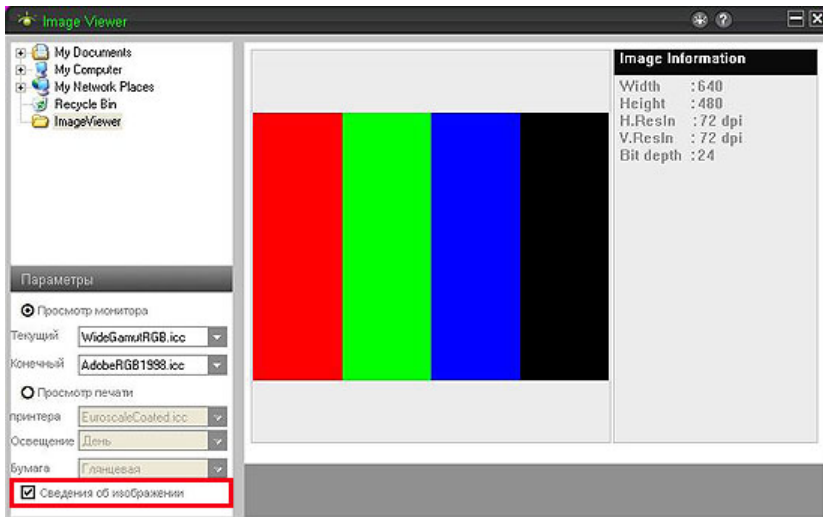 Image Viewer
My Documents
My Computer
My Network Places
Recycle Bin
ImageViewer
Параметры
Просмотр монитора
Текущий WideGamutRGB.icc
Конечный AdobeRGB1998.icc
Просмотр печати
принтера EuroscaleCoated.icc
Освещение День
Бумага Глянцевая
Сведения об изображении
Image Information
Width :640
Height :480
H.Resln :72 dpi
V.Resln :72 dpi
Bit depth :24